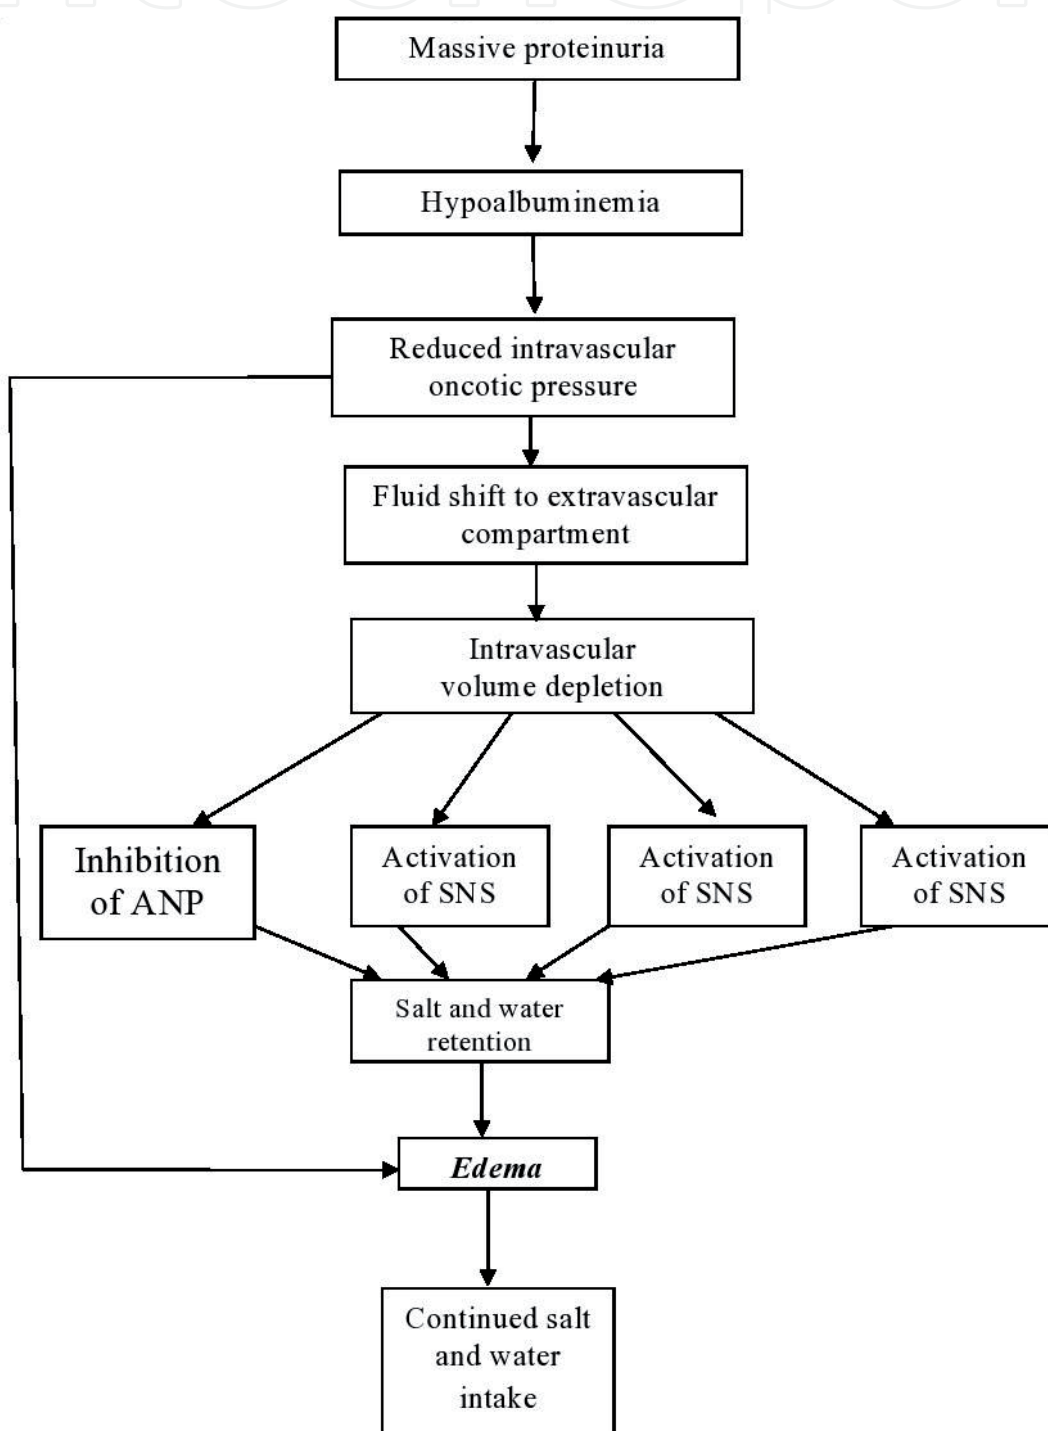 Massive proteinuria
Hypoalbuminemia
Reduced intravascular
oncotic pressure
Fluid shift to extravascular
compartment
Intravascular
volume depletion
Inhibition
of ANP
Activation
of SNS
Activation
of SNS
Activation
of SNS
Salt and water
retention
Edema
Continued salt
and water
intake